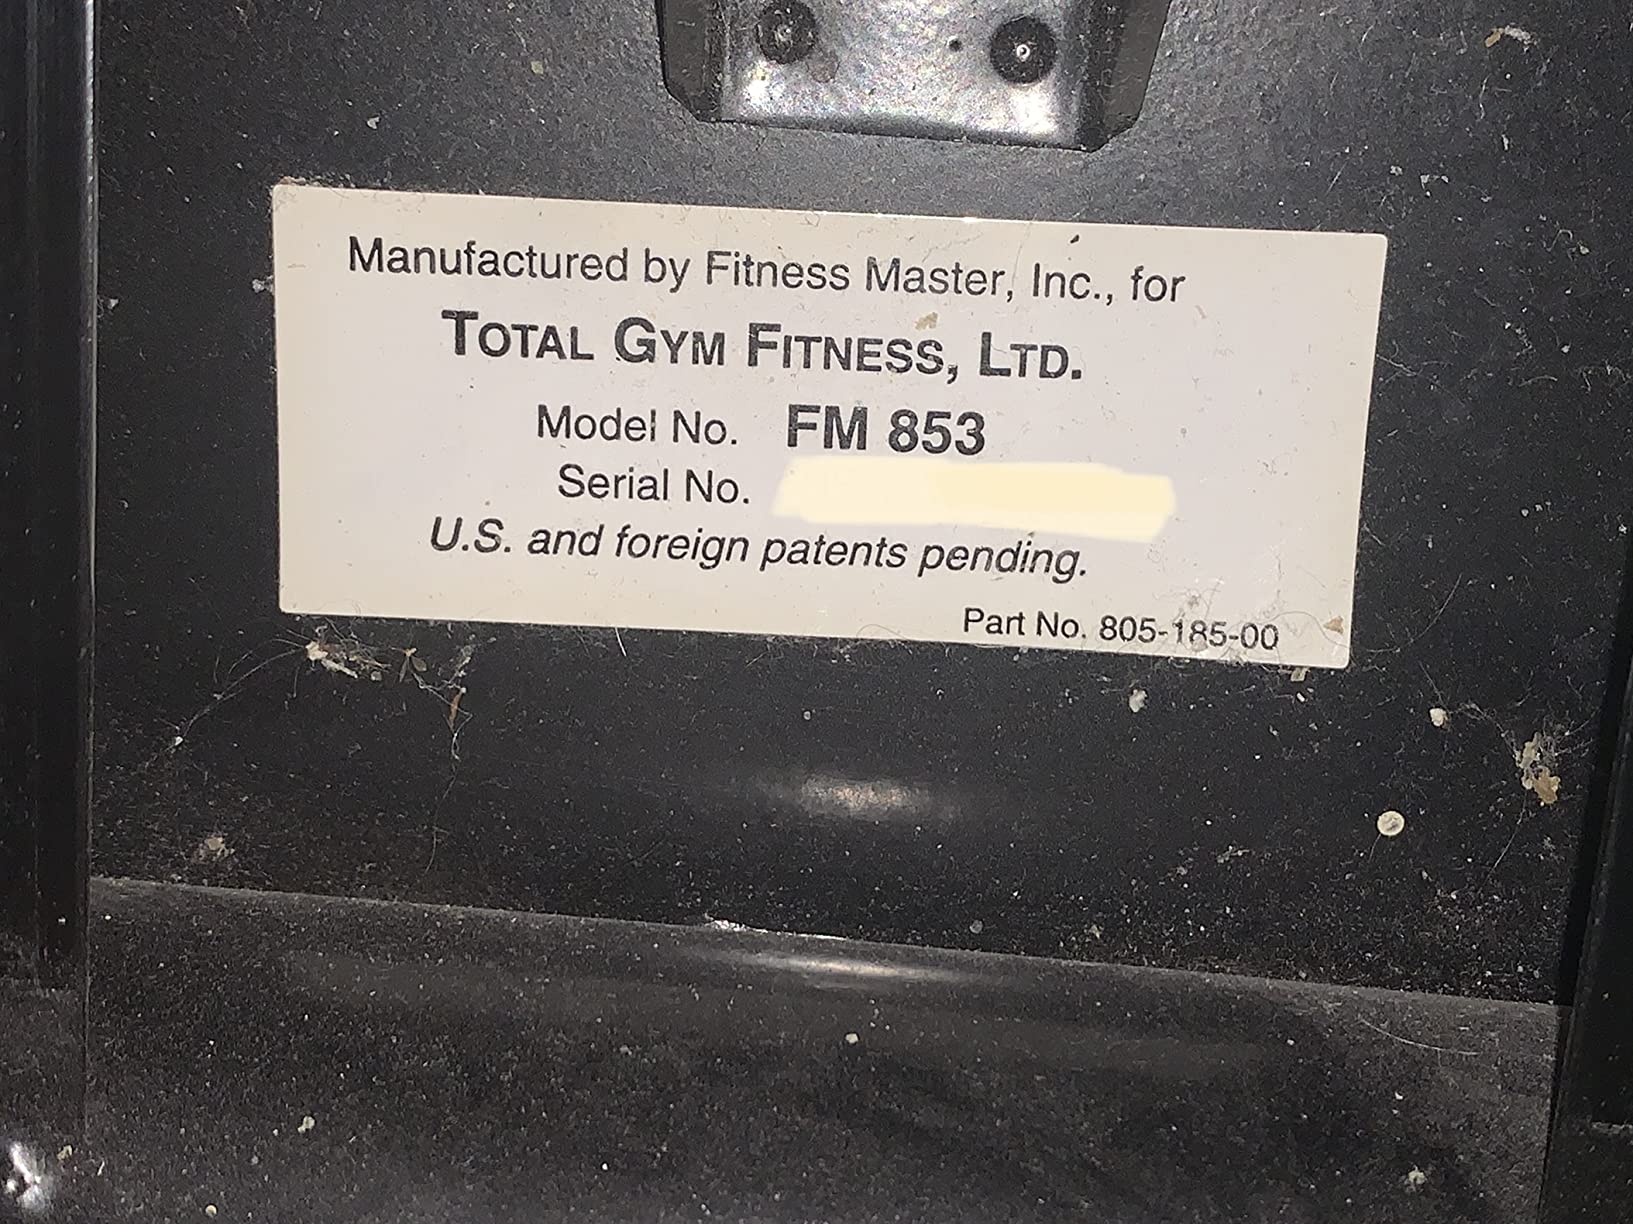 Manufactured by Fitness Master, Inc., for
TOTAL GYM FITNESS, LTD.
Model No. FM 853
Serial No.
U.S. and foreign patents pending.
Part No. 805-185-00